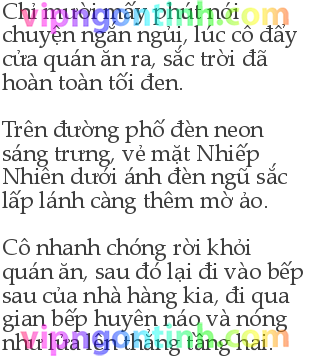 Chỉ mười mấy phút nói
chuyện ngắn ngủi, lúc cô đẩy
cửa quán ăn ra, sắc trời đã
hoàn toàn tối đen.
Trên đường phố đèn neon
sáng trưng, vẻ mặt Nhiếp
Nhiên dưới ánh đèn ngũ sắc
lấp lánh càng thêm mờ ảo.
Cô nhanh chóng rời khỏi
quán ăn, sau đó lại đi vào bếp
sau của nhà hàng kia, đi qua
gian bếp huyên náo và nóng
như lửa lên thẳng tầng hai.
vipngontinh.com
vipngontinh.com